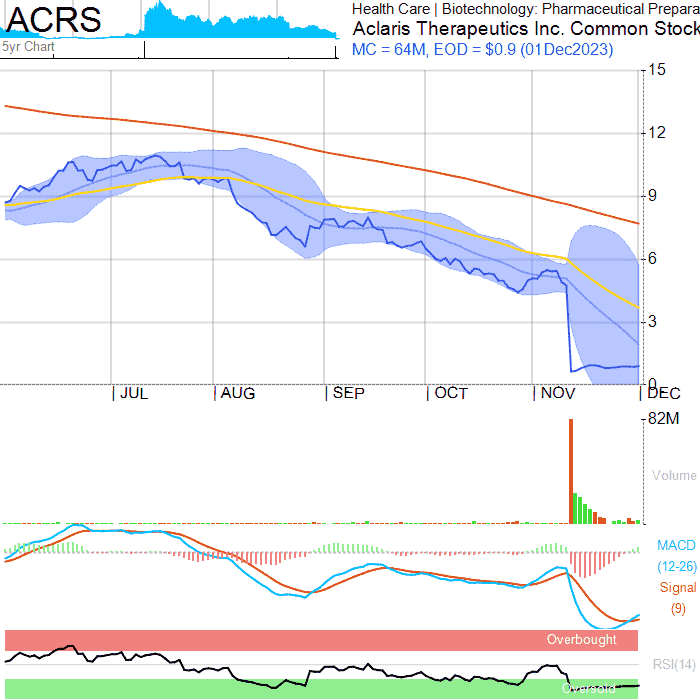 ACRS
5yr Chart
Health Care | Biotechnology: Pharmaceutical Prepara
Aclaris Therapeutics Inc. Common Stock
MC = 64M, EOD = $0.9 (01Dec2023)
15
12
9
6
3
0
JUL
AUG
SEP
OCT
NOV
DEC
82M
Volume
MACD
(12-26)
Signal
(9)
Overbought
RSI(14)
Oversold